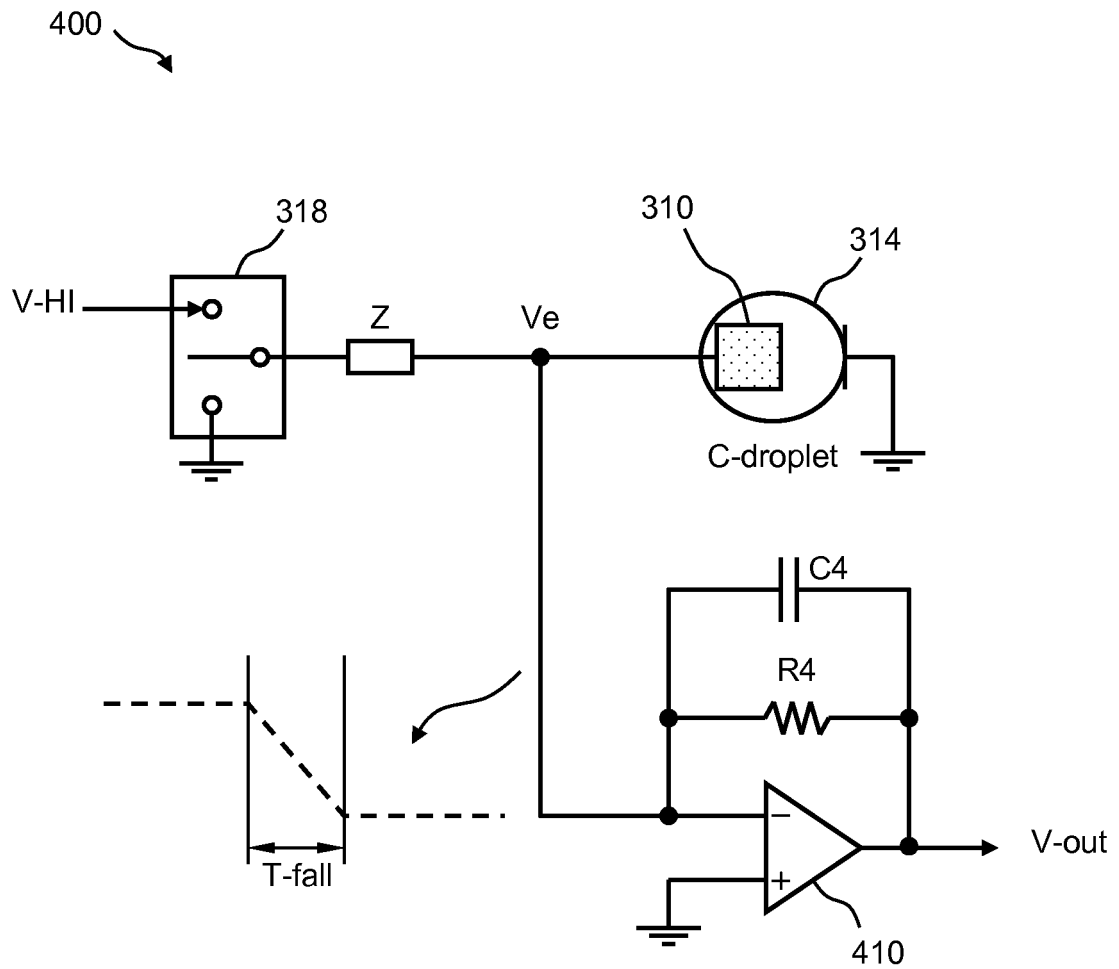 400
318
310
314
V-HI
Z
Ve
C-droplet
C4
R4
T-fall
−
+
V-out
410